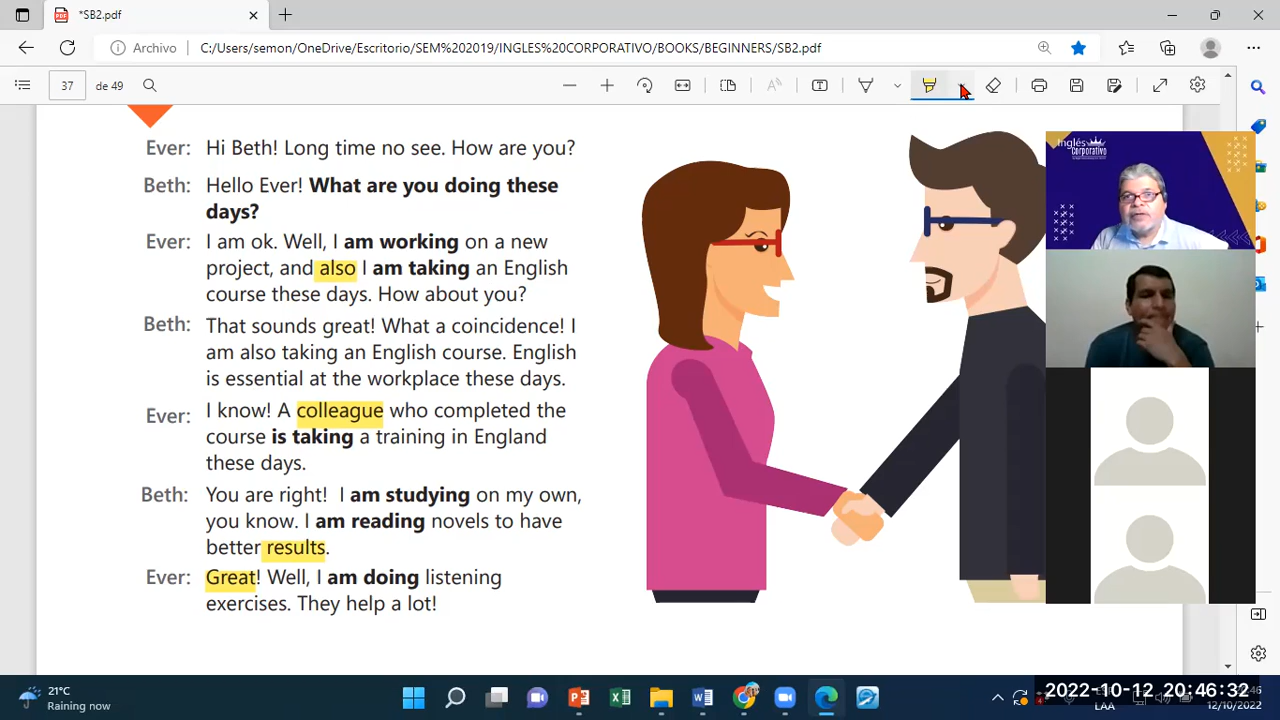 *SB2.pdf
Archivo
C:/Users/semon/OneDrive/Escritorio/SEM%202019/INGLES%20CORPORATIVO/BOOKS/BEGINNERS/SB2.pdf
37 de 49
Ever: Hi Beth! Long time no see. How are you?
Beth: Hello Ever! What are you doing these
days?
Ever: I am ok. Well, I am working on a new
project, and also I am taking an English
course these days. How about you?
Beth: That sounds great! What a coincidence! I
am also taking an English course. English
is essential at the workplace these days.
Ever: I know! A colleague who completed the
course is taking a training in England
these days.
Beth: You are right! I am studying on my own,
you know. I am reading novels to have
better results.
Ever: Great! Well, I am doing listening
exercises. They help a lot!
Inglés
Corporativo
21°C
Raining now
2022-10-12 20:46:32
LAA
12/10/2022